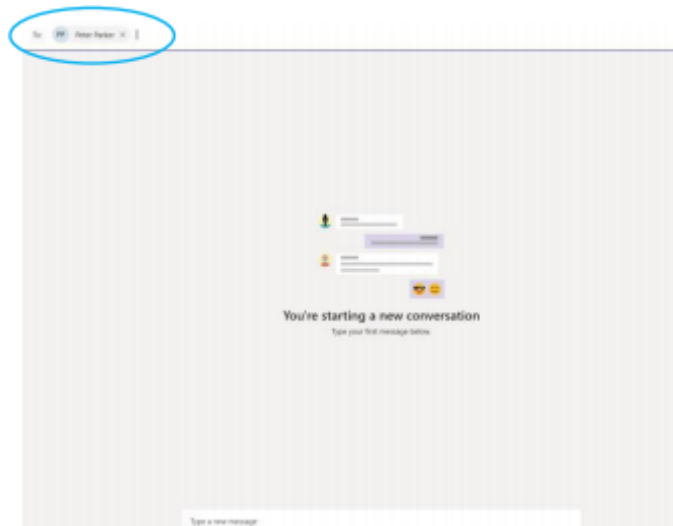 To: PP Peter Parker ×
You're starting a new conversation
Type your first message below.
Type a new message